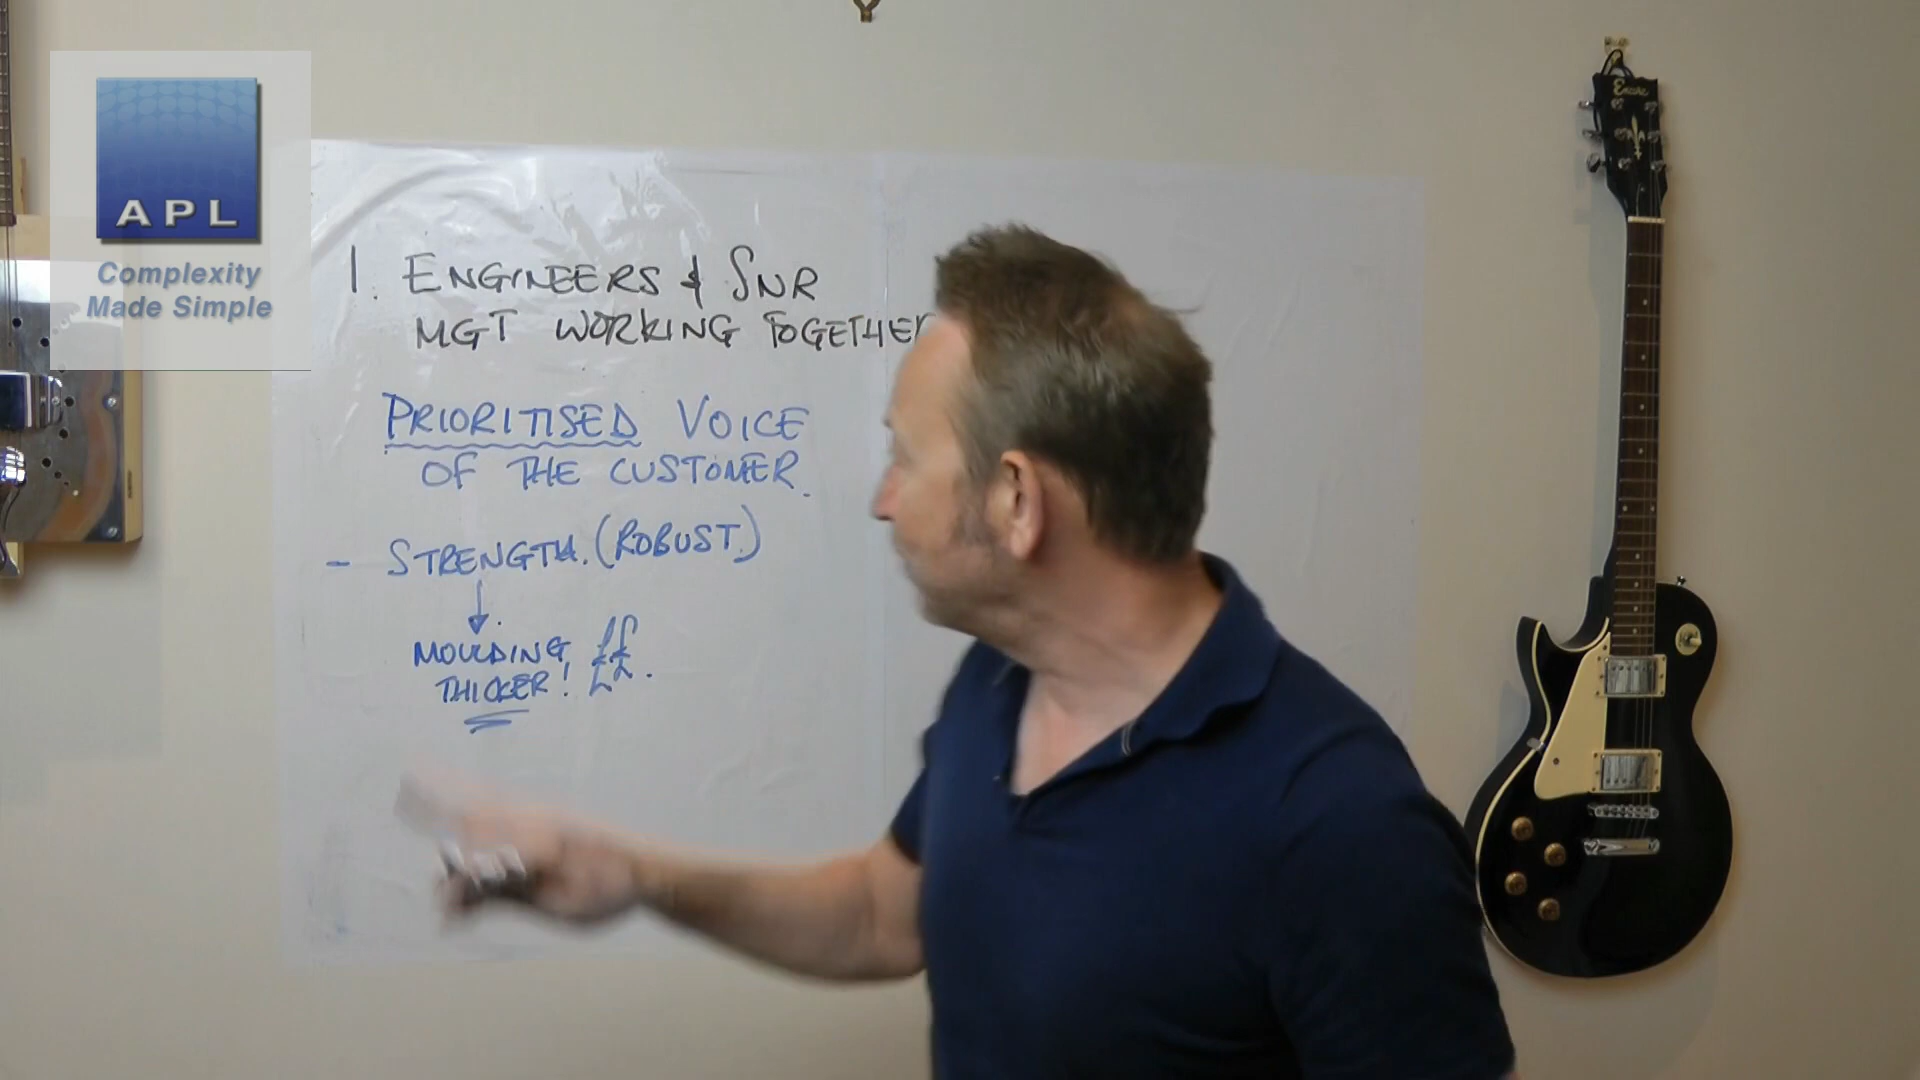 APL
Complexity
Made Simple
1. ENGINEERS & SNR
MGT WORKING TOGETHER
PRIORITISED VOICE
OF THE CUSTOMER.
- STRENGTH. (ROBUST.)
MOULDING
THICKER! ££.
Encore